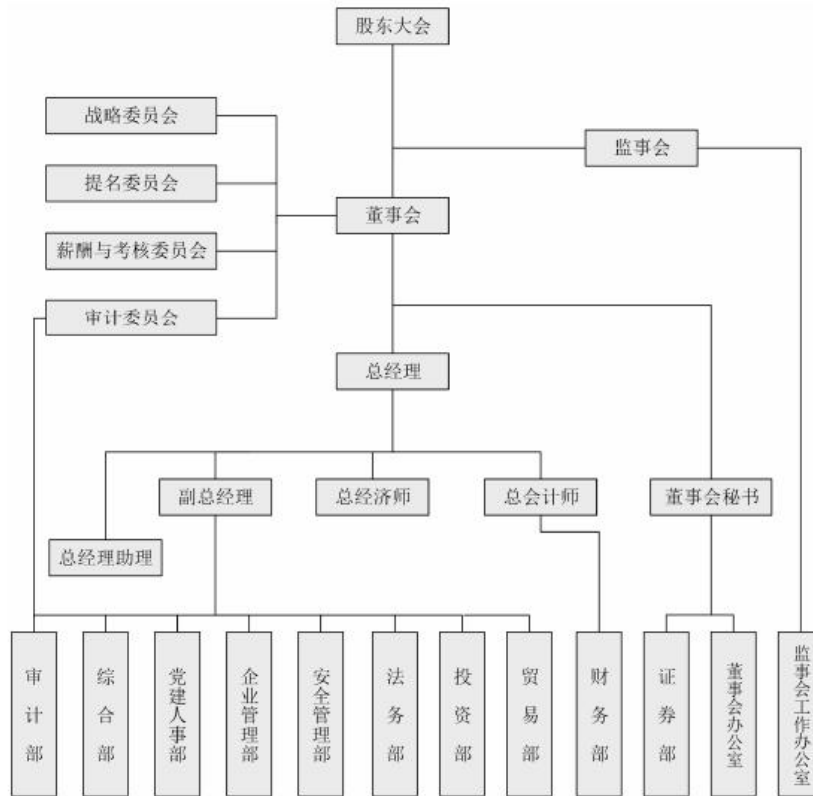 股东大会
战略委员会
监事会
提名委员会
董事会
薪酬与考核委员会
审计委员会
总经理
副总经理
总经济师
总会计师
董事会秘书
总经理助理
审计部
综合部
党建人事部
企业管理部
安全管理部
法务部
投资部
贸易部
财务部
证券部
董事会办公室
监事会工作办公室